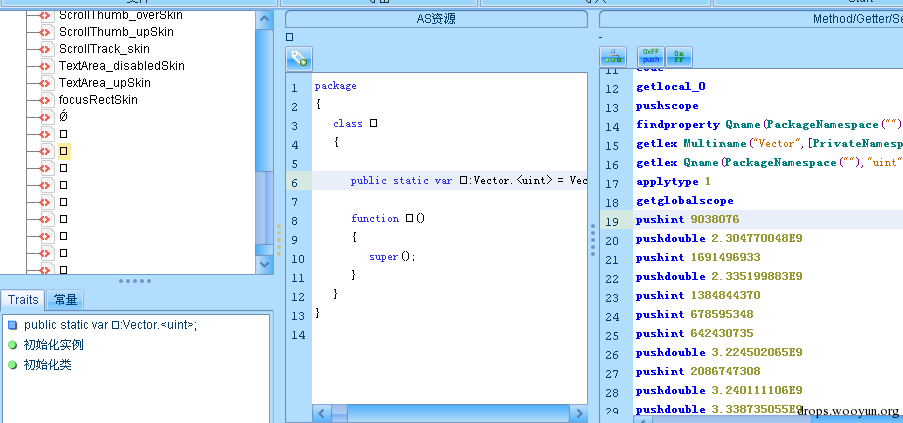 AS资源
Method/Getter/Se
ScrollThumb_overSkin
ScrollThumb_upSkin
ScrollTrack_skin
TextArea_disabledSkin
TextArea_upSkin
focusRectSkin
Traits
常量
public static var □:Vector.<uint>;
初始化实例
初始化类
1 package
2 {
3 class □
4 {
5
6 public static var □:Vector.<uint> = Vec
7
8 function □()
9 {
10 super();
11 }
12 }
13 }
14
0xFF push
0x FF
11 code
12 getlocal_0
13 pushscope
14 findproperty Qname(PackageNamespace("")
15 getlex Multiname("Vector",[PrivateNamesp
16 getlex Qname(PackageNamespace(""),"uint"
17 applytype 1
18 getglobalscope
19 pushint 9038076
20 pushdouble 2.304770048E9
21 pushint 1691496933
22 pushdouble 2.335199883E9
23 pushint 1384844370
24 pushint 678595348
25 pushint 642430735
26 pushdouble 3.224502065E9
27 pushint 2086747308
28 pushdouble 3.240111106E9
29 pushdouble 3.338735055E9
drops.wooyun.org